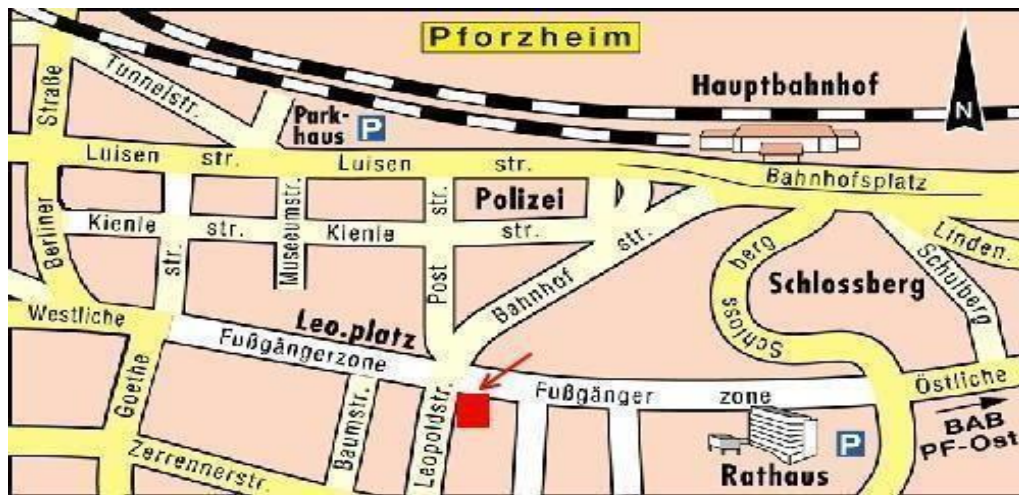 Pforzheim
Hauptbahnhof
N
Straße
Tunnelstr.
Park-
haus
P
Luisen str. Luisen str.
Bahnhofsplatz
Polizei
Berliner
Kienle str. Kienle str.
str.
Museeumstr.
Post str.
Bahnhof str.
Schloss berg
Schlossberg
Linden.
Schulberg
Westliche
Leo.platz
Fußgängerzone
Goethe
Fußgänger zone
Östliche
BAB
PF-Ost
Baumstr.
Leopoldstr.
Zerrennerstr.
Rathaus
P